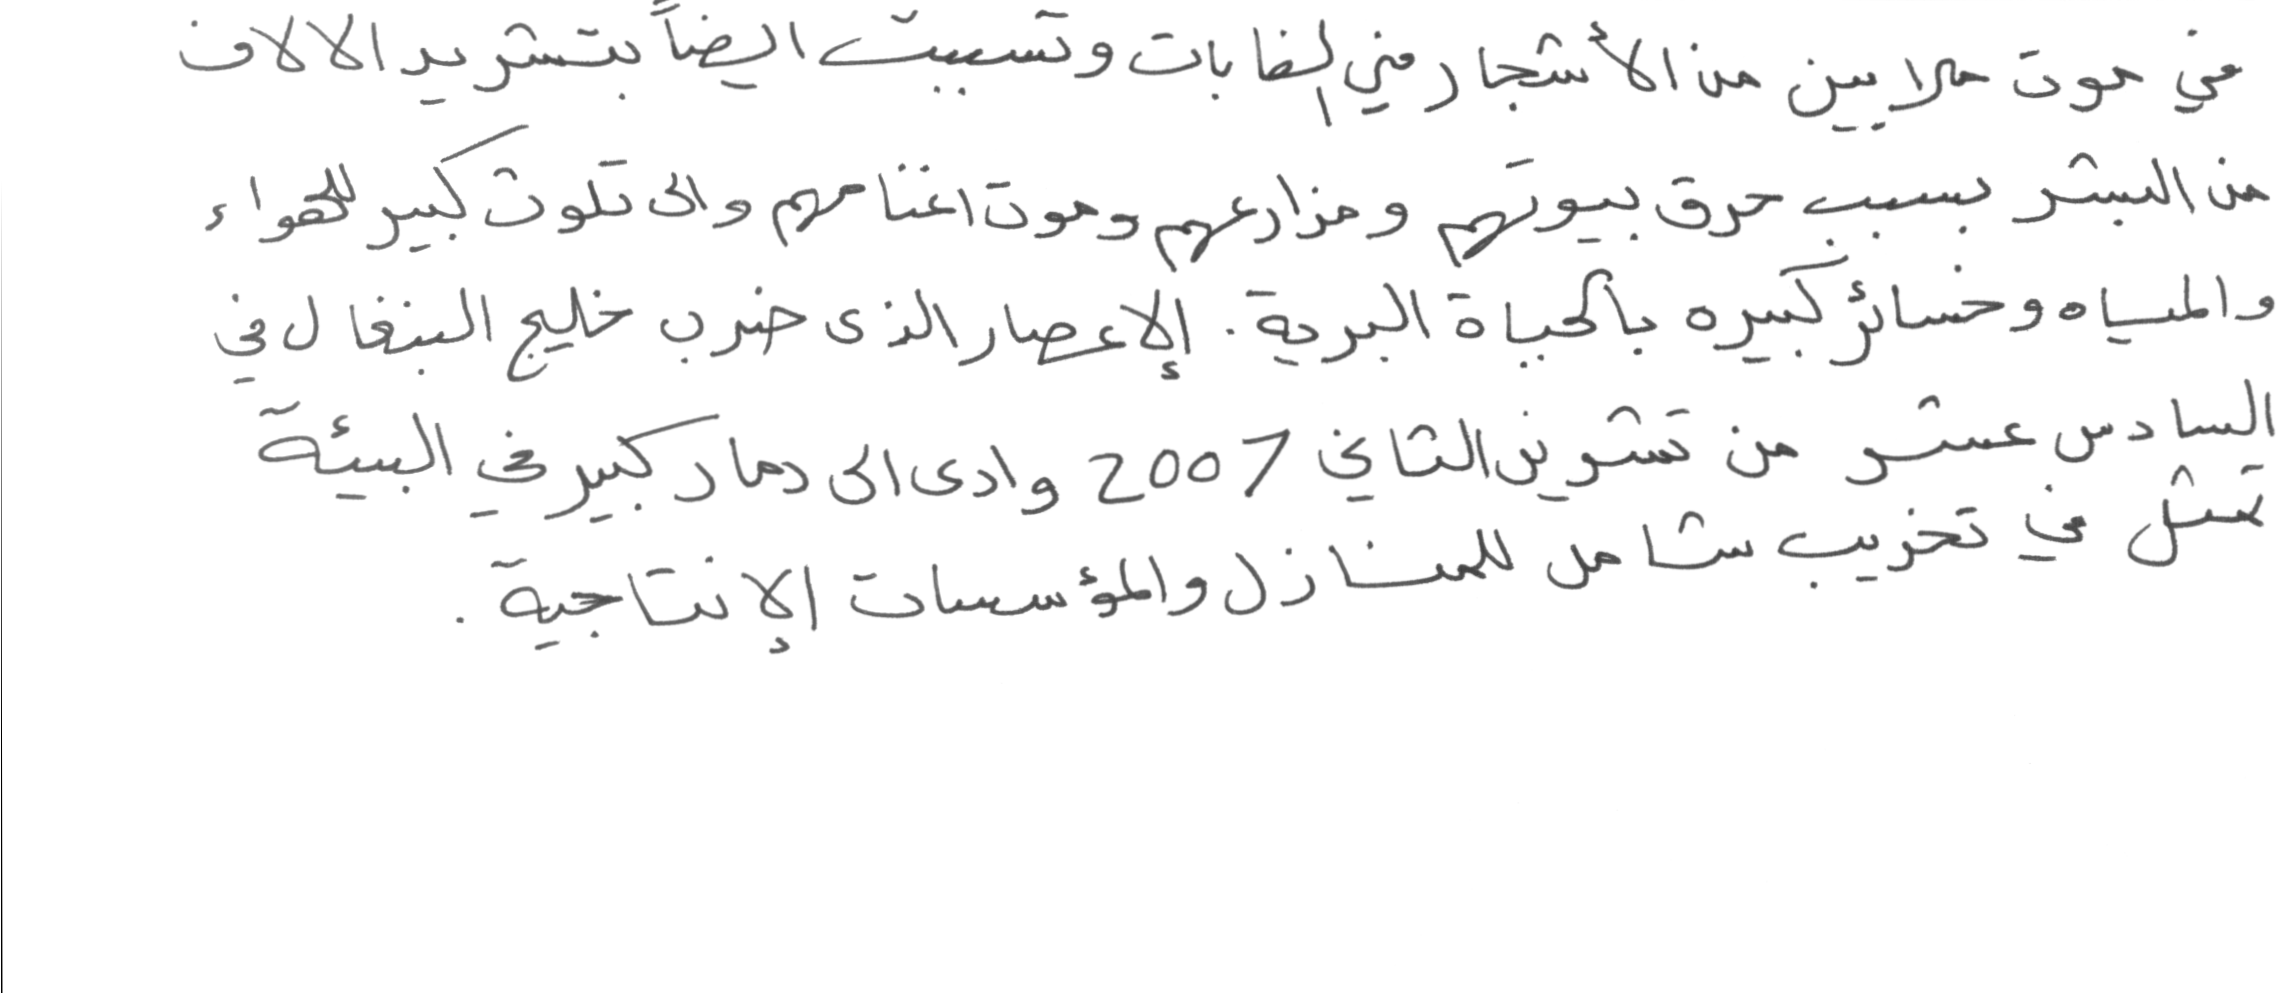 في موت ملايين من الأشجار في الغابات وتسببت ايضاً بتشريد الالاف
من البشر بسبب حرق بيوتهم ومزارعهم وموت اغنامهم والى تلوث كبير للهواء
والمياه وخسائر كبيره بالحياة البرية. الإعصار الذى ضرب خليج البنغال في
السادس عشر من تشرين الثاني 2007 وادى الى دمار كبير في البيئة
تمثل في تخريب شامل للمنازل والمؤسسات الإنتاجية.